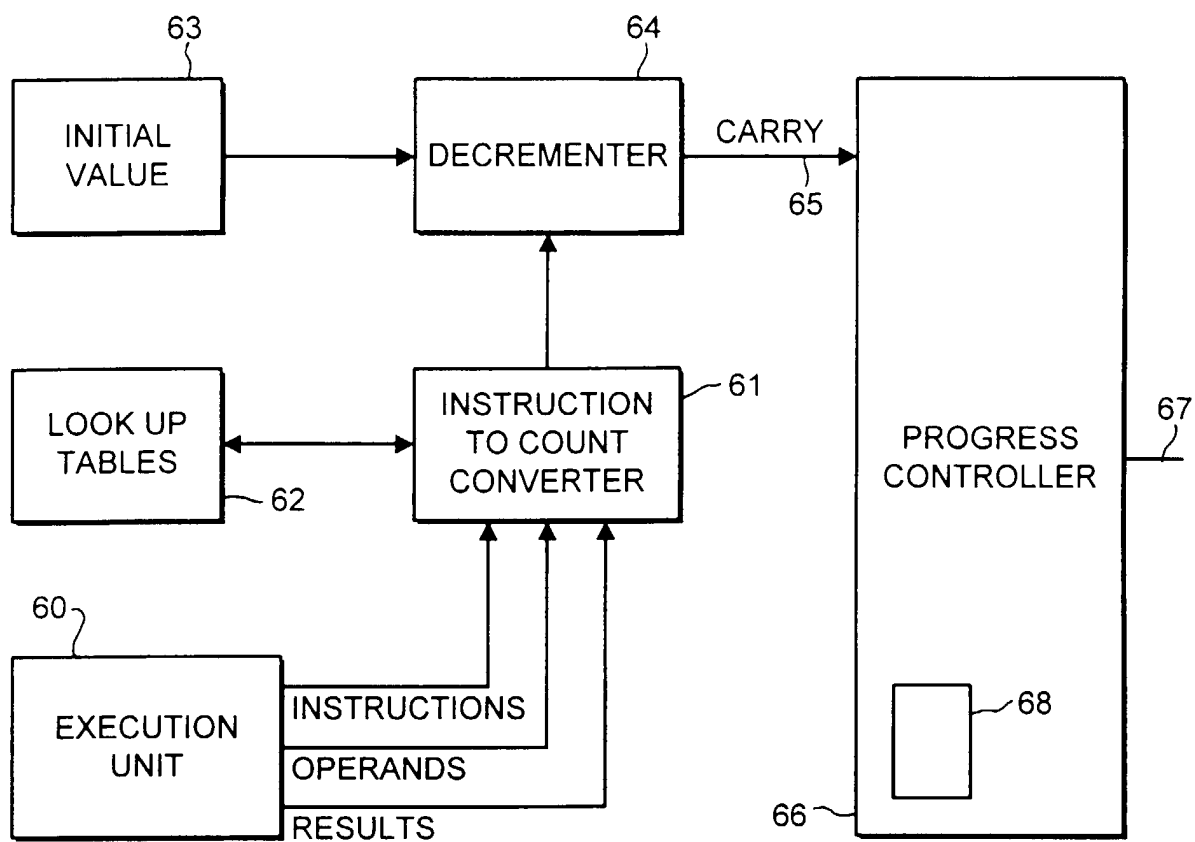 63
INITIAL
VALUE
64
DECREMENTER
CARRY
65
LOOK UP
TABLES
62
INSTRUCTION
TO COUNT
CONVERTER
61
PROGRESS
CONTROLLER
67
60
EXECUTION
UNIT
INSTRUCTIONS
OPERANDS
RESULTS
68
66